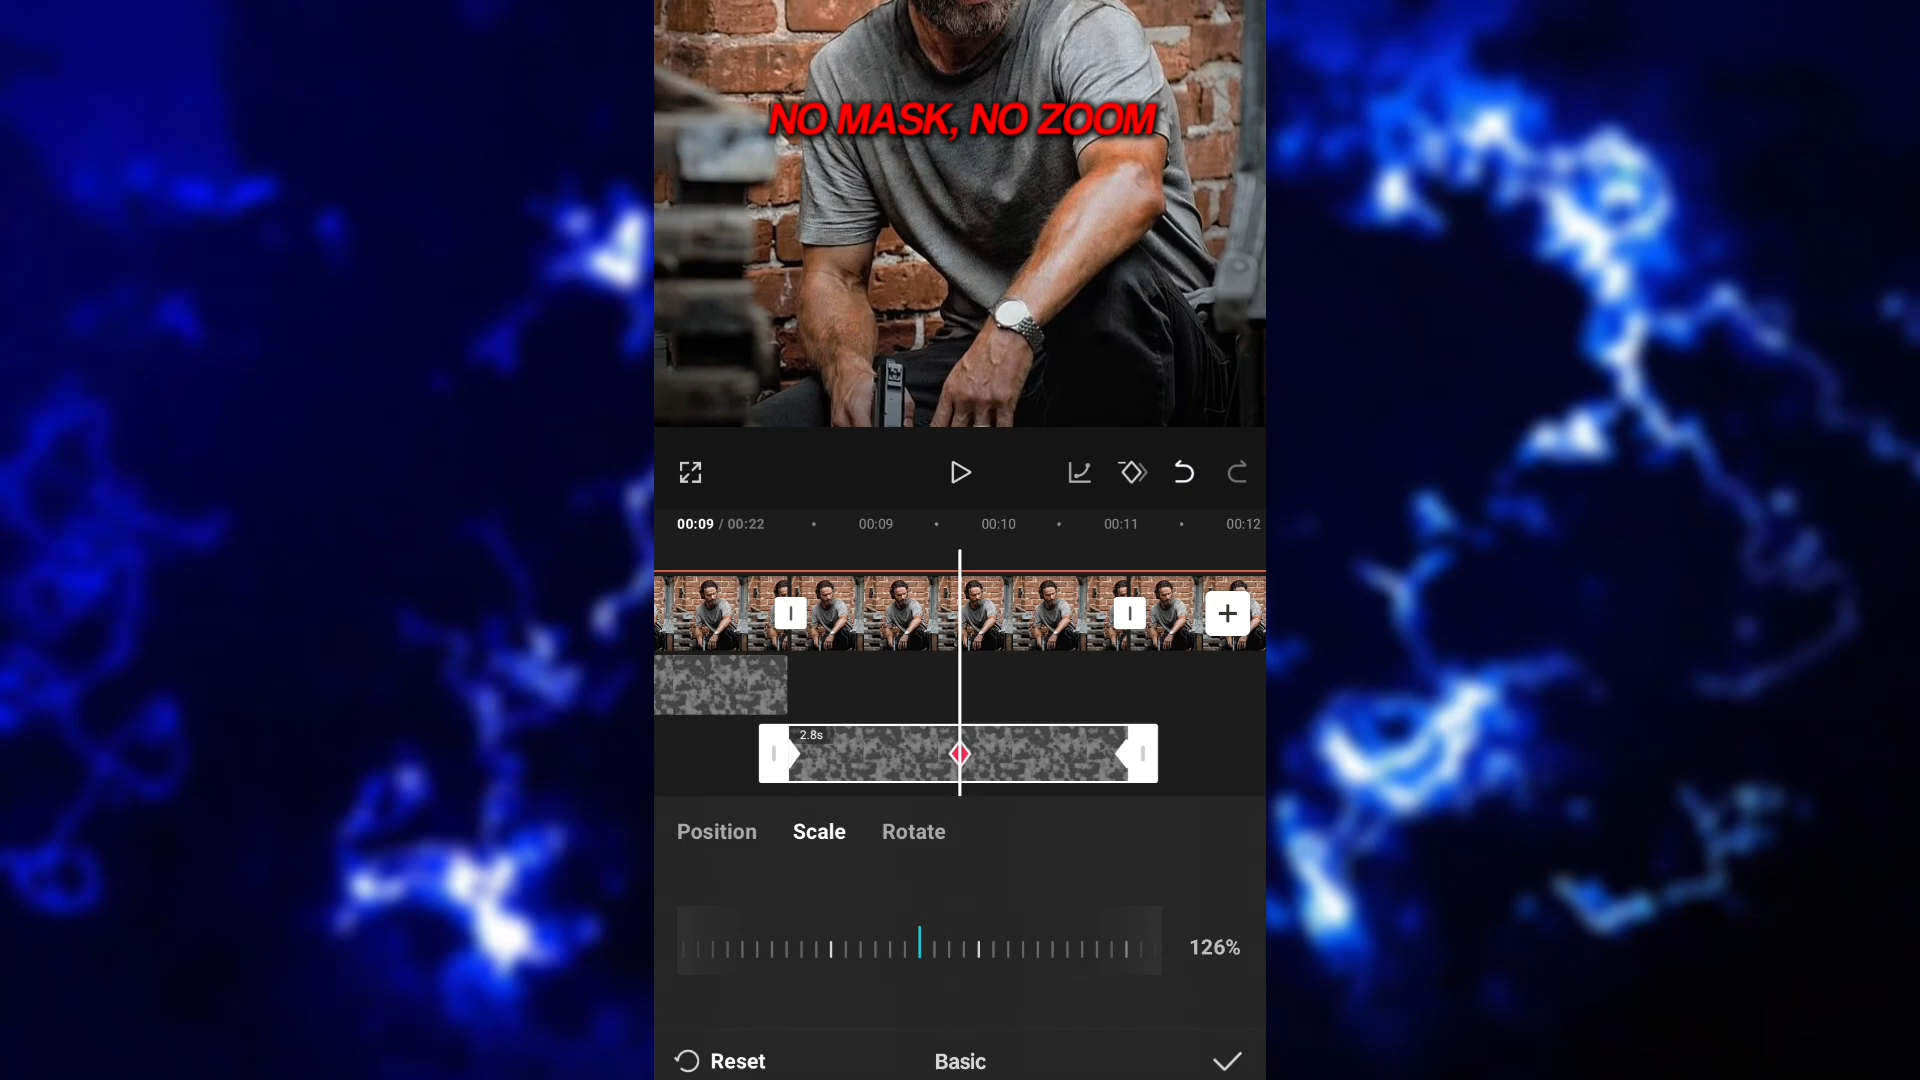 NO MASK, NO ZOOM
00:09 / 00:22
00:09
00:10
00:11
00:12
2.8s
Position Scale Rotate
126%
Reset
Basic